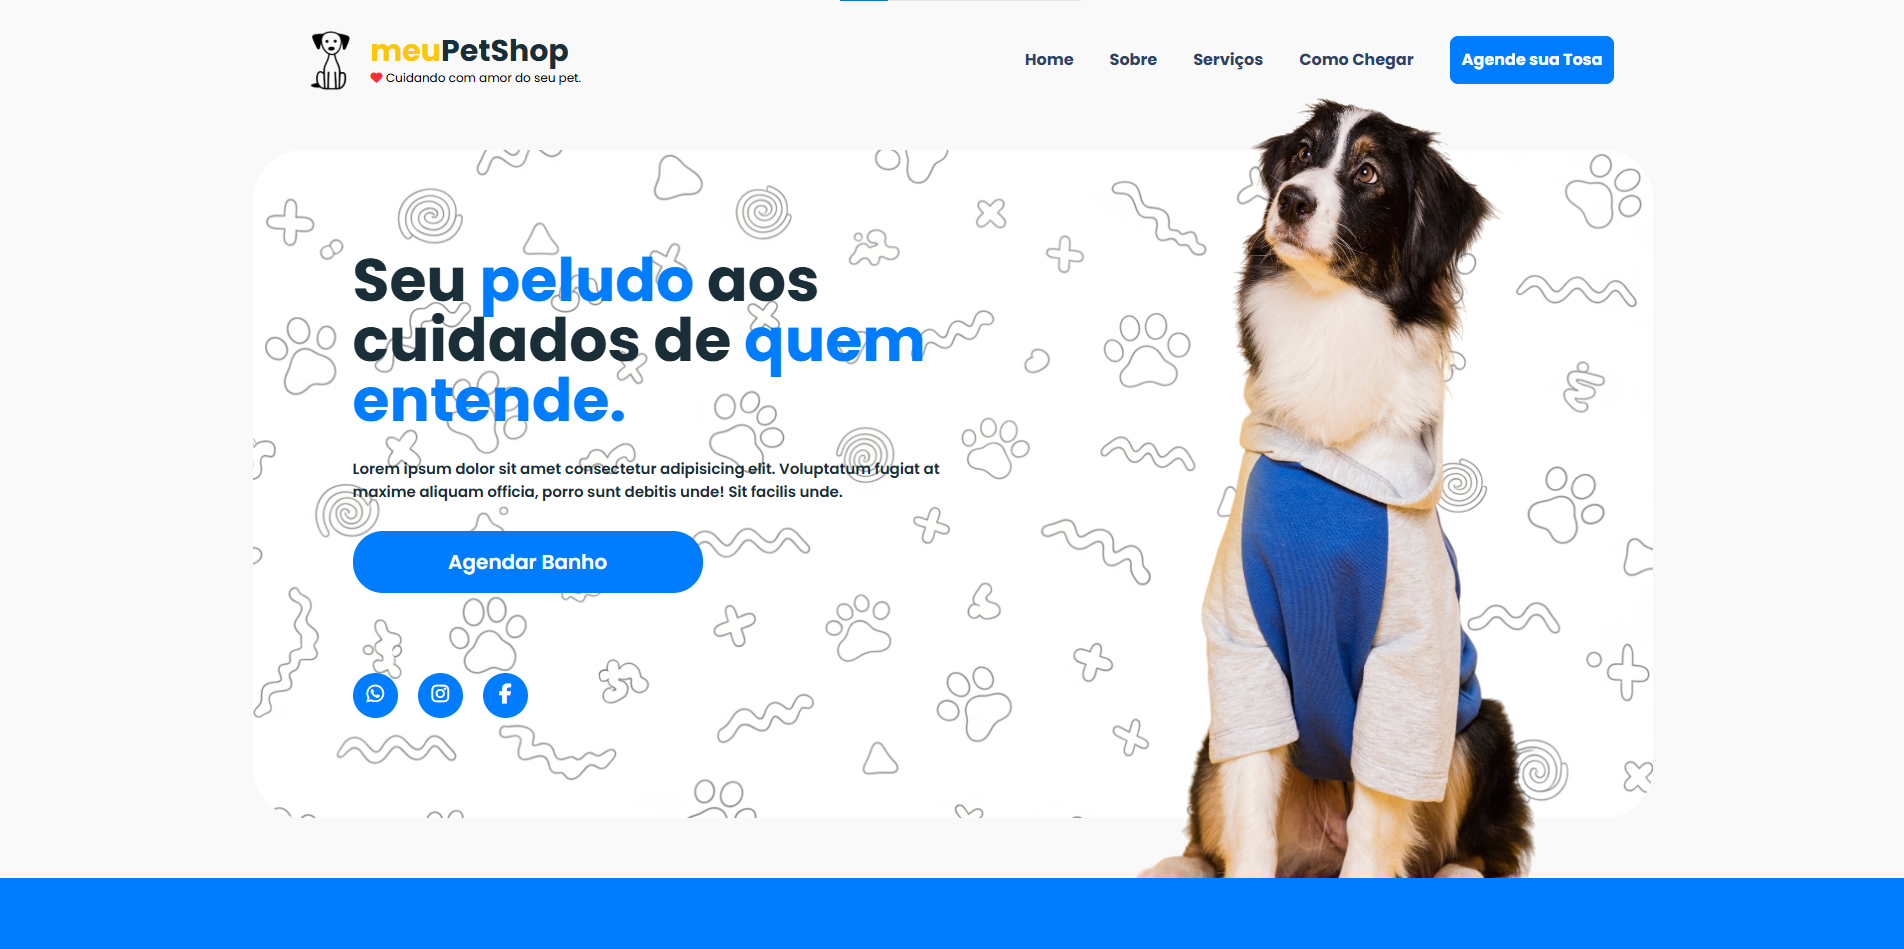 meuPetShop
Cuidando com amor do seu pet.
Home Sobre Serviços Como Chegar Agende sua Tosa
Seu peludo aos
cuidados de quem
entende.
Lorem ipsum dolor sit amet consectetur adipisicing elit. Voluptatum fugiat at
maxime aliquam officia, porro sunt debitis unde! Sit facilis unde.
Agendar Banho